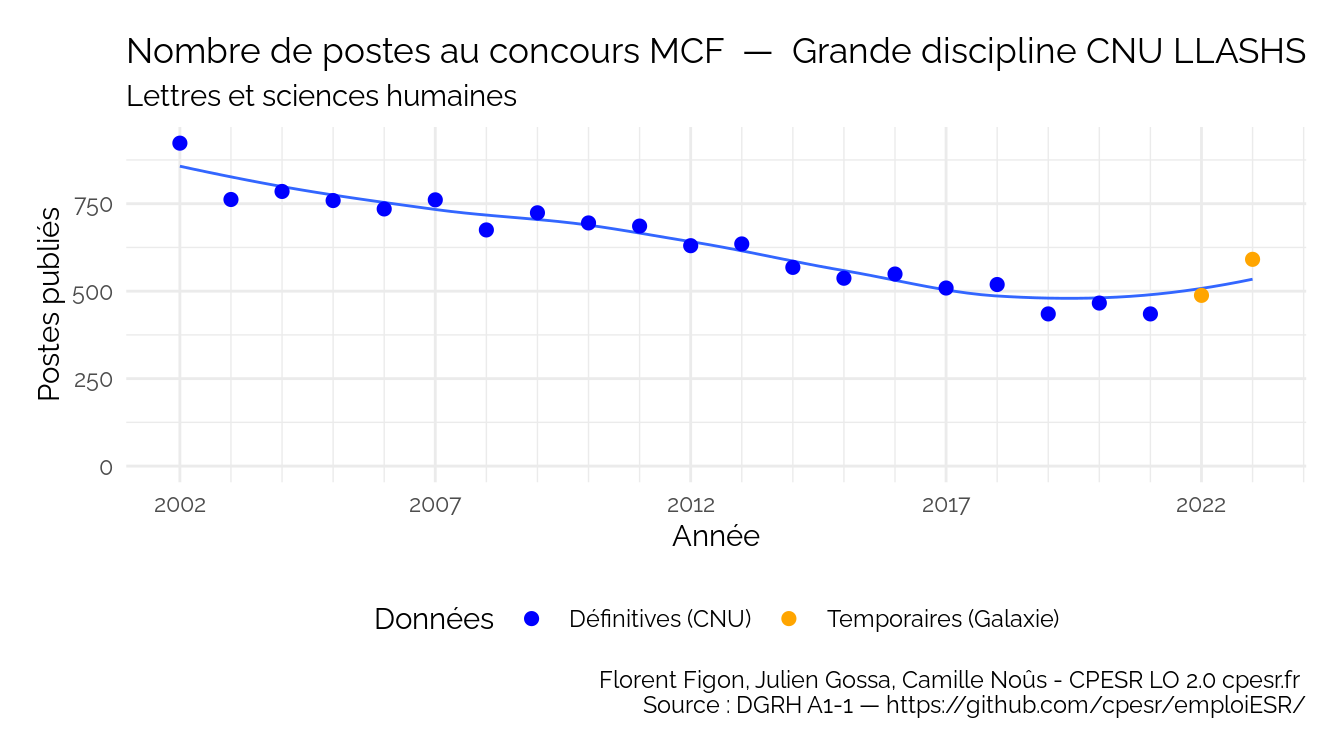 Nombre de postes au concours MCF — Grande discipline CNU LLASHS
Lettres et sciences humaines
Postes publiés
750
500
250
0
2002 2007 2012 2017 2022
Année
Données Définitives (CNU) Temporaires (Galaxie)
Florent Figon, Julien Gossa, Camille Noûs - CPESR LO 2.0 cpesr.fr
Source : DGRH A1-1 — https://github.com/cpesr/emploiESR/